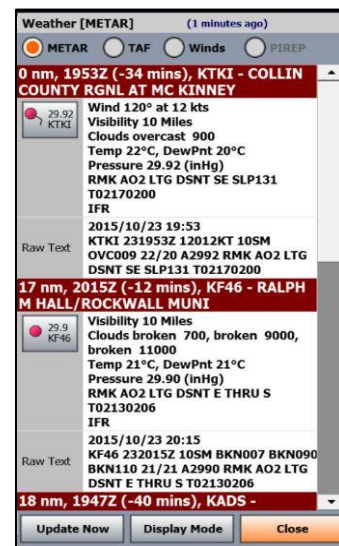 Weather [METAR] (1 minutes ago)
METAR TAF Winds PIREP
0 nm, 1953Z (-34 mins), KTKI - COLLIN
COUNTY RGNL AT MC KINNEY
29.92
KTKI
Wind 120° at 12 kts
Visibility 10 Miles
Clouds overcast 900
Temp 22°C, DewPnt 20°C
Pressure 29.92 (inHg)
RMK AO2 LTG DSNT SE SLP131
T02170200
IFR
Raw Text
2015/10/23 19:53
KTKI 231953Z 12012KT 10SM
OVC009 22/20 A2992 RMK AO2 LTG
DSNT SE SLP131 T02170200
17 nm, 2015Z (-12 mins), KF46 - RALPH
M HALL/ROCKWALL MUNI
29.9
KF46
Visibility 10 Miles
Clouds broken 700, broken 9000,
broken 11000
Temp 21°C, DewPnt 21°C
Pressure 29.90 (inHg)
RMK AO2 LTG DSNT E THRU S
T02130206
IFR
Raw Text
2015/10/23 20:15
KF46 232015Z 10SM BKN007 BKN090
BKN110 21/21 A2990 RMK AO2 LTG
DSNT E THRU S T02130206
18 nm, 1947Z (-40 mins), KADS -
Update Now Display Mode Close